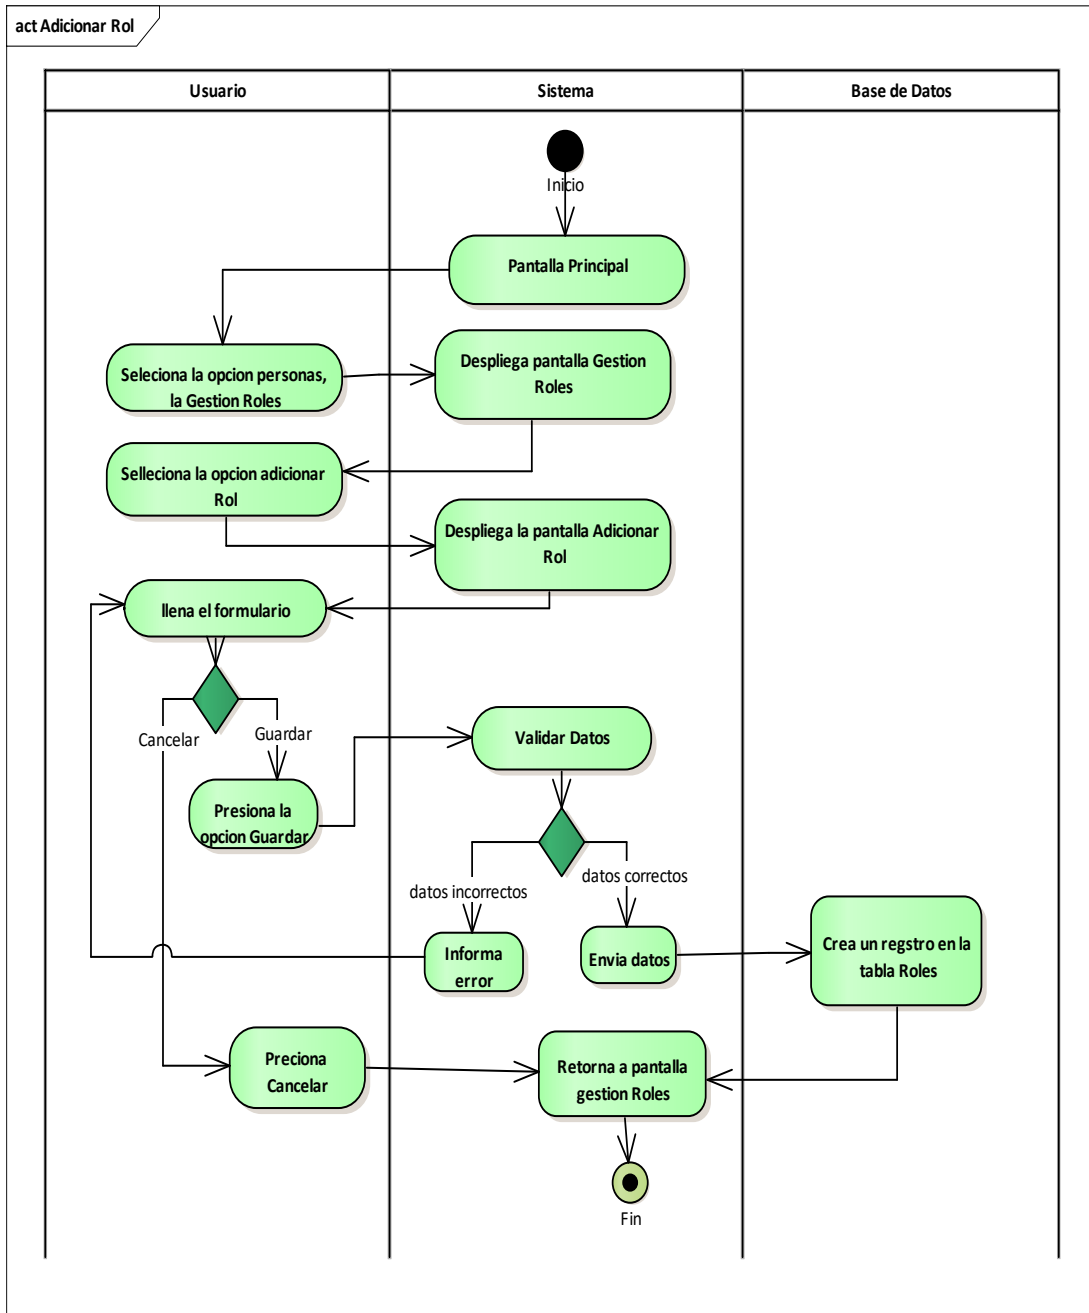 act Adicionar Rol
Usuario
Sistema
Base de Datos
Inicio
Pantalla Principal
Seleciona la opcion personas,
la Gestion Roles
Despliega pantalla Gestion
Roles
Selleciona la opcion adicionar
Rol
Despliega la pantalla Adicionar
Rol
llena el formulario
Cancelar
Guardar
Validar Datos
Presiona la
opcion Guardar
datos incorrectos
datos correctos
Informa
error
Envia datos
Crea un regstro en la
tabla Roles
Preciona
Cancelar
Retorna a pantalla
gestion Roles
Fin